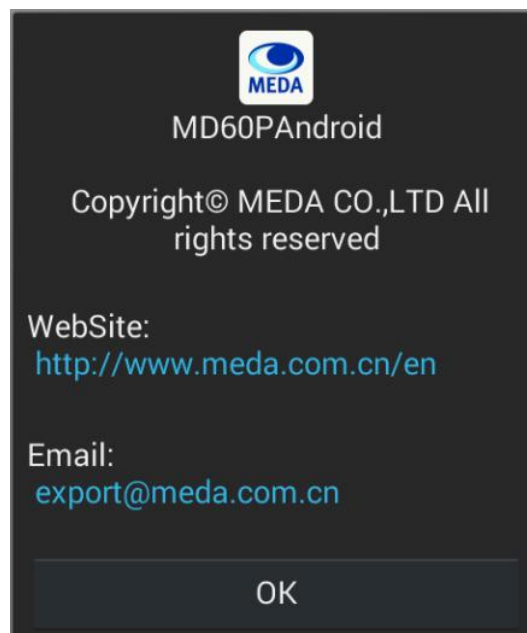 MEDA
MD60PAndroid
Copyright© MEDA CO.,LTD All
rights reserved
WebSite:
http://www.meda.com.cn/en
Email:
export@meda.com.cn
OK